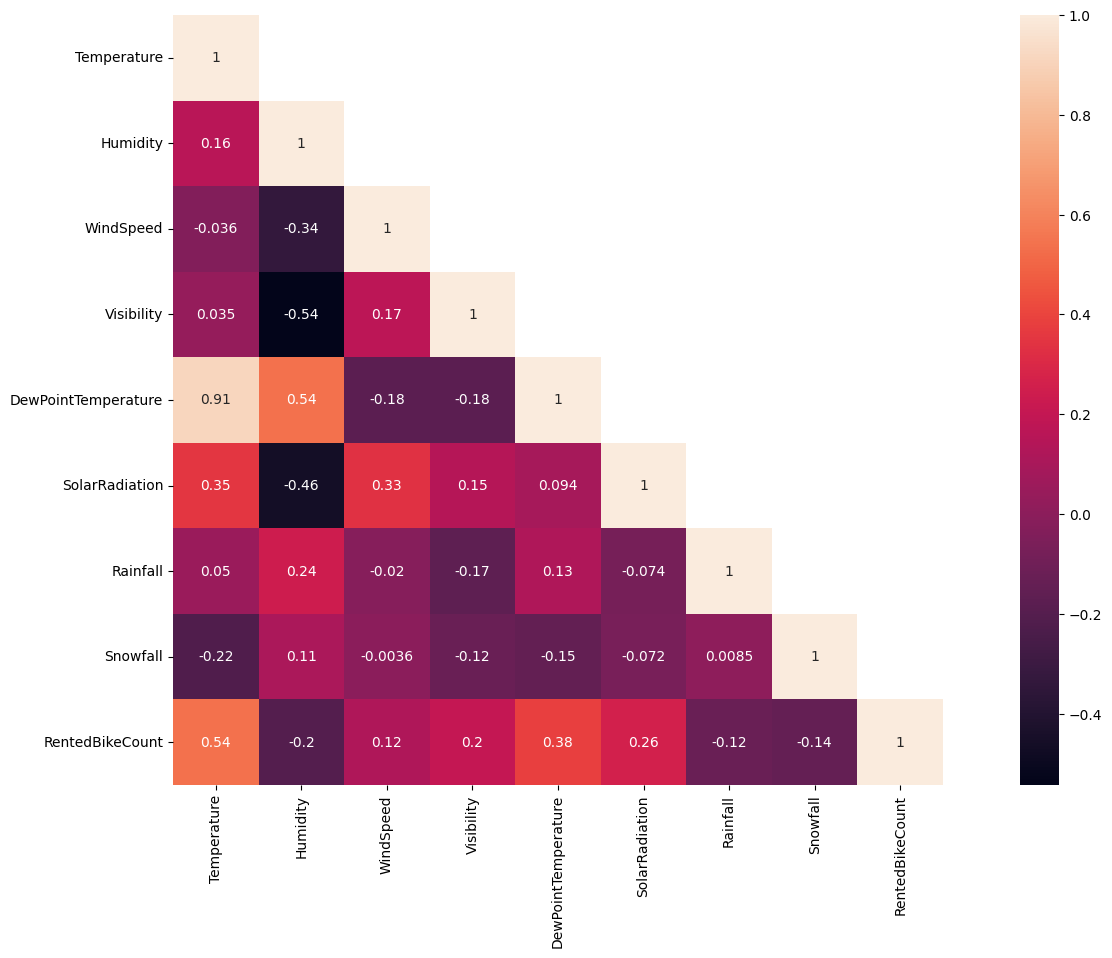 Temperature 1
Humidity 0.16 1
WindSpeed -0.036 -0.34 1
Visibility 0.035 -0.54 0.17 1
DewPointTemperature 0.91 0.54 -0.18 -0.18 1
SolarRadiation 0.35 -0.46 0.33 0.15 0.094 1
Rainfall 0.05 0.24 -0.02 -0.17 0.13 -0.074 1
Snowfall -0.22 0.11 -0.0036 -0.12 -0.15 -0.072 0.0085 1
RentedBikeCount 0.54 -0.2 0.12 0.2 0.38 0.26 -0.12 -0.14 1
Temperature
Humidity
WindSpeed
Visibility
DewPointTemperature
SolarRadiation
Rainfall
Snowfall
RentedBikeCount
1.0
0.8
0.6
0.4
0.2
0.0
−0.2
−0.4